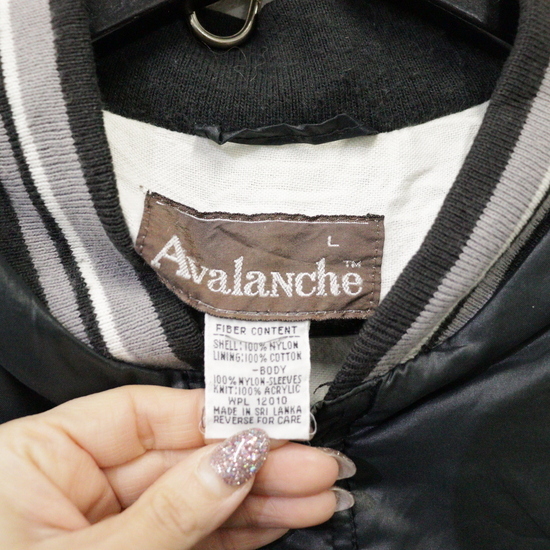 L
Avalanche™
FIBER CONTENT
SHELL:100% NYLON
LINING:100% COTTON
-BODY
100% NYLON-SLEEVES
KNIT:100% ACRYLIC
WPL 12010
MADE IN SRI LANKA
REVERSE FOR CARE